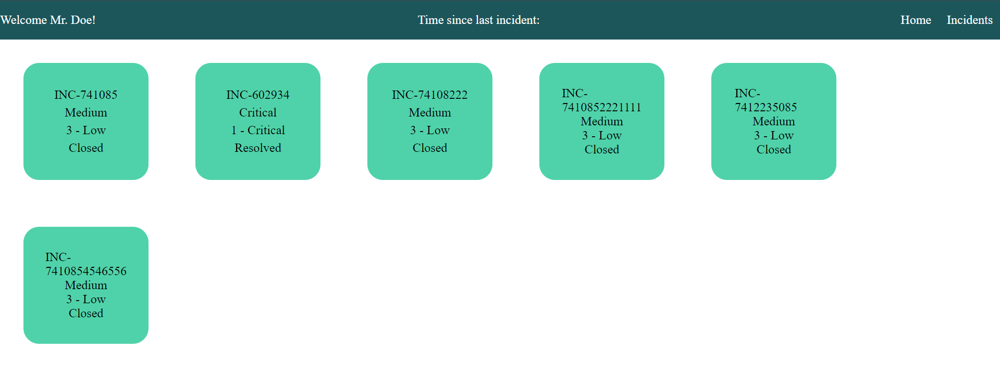 Welcome Mr. Doe!
Time since last incident:
Home
Incidents
INC-741085
Medium
3 - Low
Closed
INC-602934
Critical
1 - Critical
Resolved
INC-74108222
Medium
3 - Low
Closed
INC-
7410852221111
Medium
3 - Low
Closed
INC-
7412235085
Medium
3 - Low
Closed
INC-
7410854546556
Medium
3 - Low
Closed